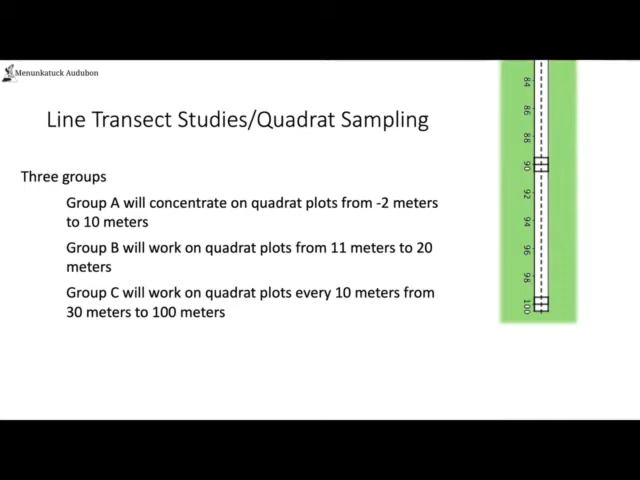 Menunkatuck Audubon
Line Transect Studies/Quadrat Sampling
Three groups
Group A will concentrate on quadrat plots from -2 meters
to 10 meters
Group B will work on quadrat plots from 11 meters to 20
meters
Group C will work on quadrat plots every 10 meters from
30 meters to 100 meters
84
86
88
90
92
94
96
98
100